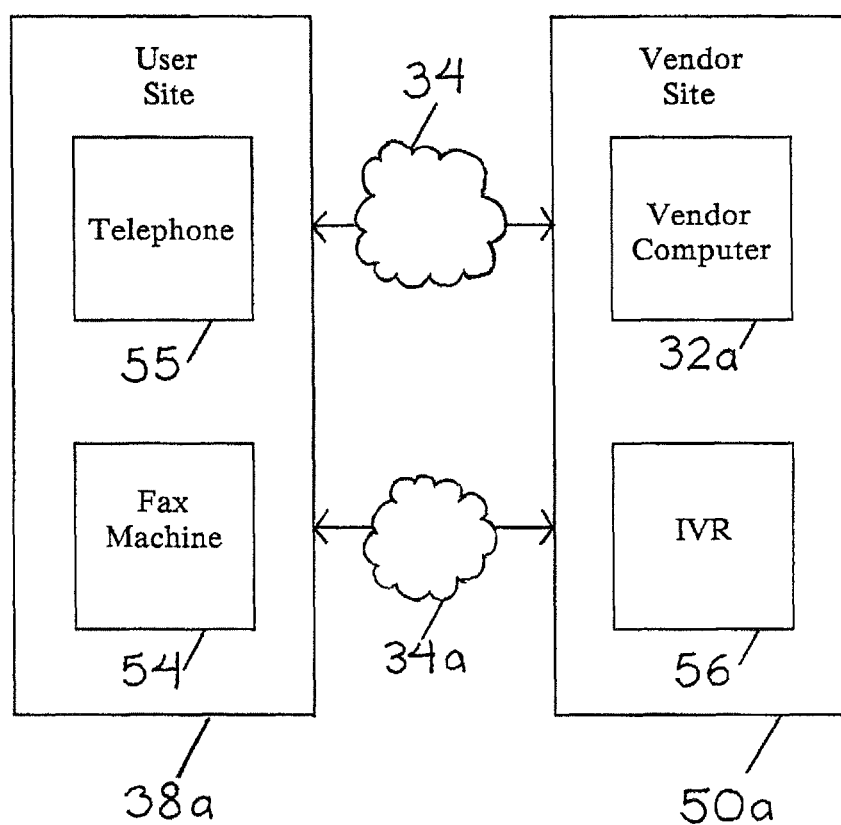 User
Site
34
Vendor
Site
Telephone
Vendor
Computer
55
32a
Fax
Machine
IVR
54
34a
56
38a
50a